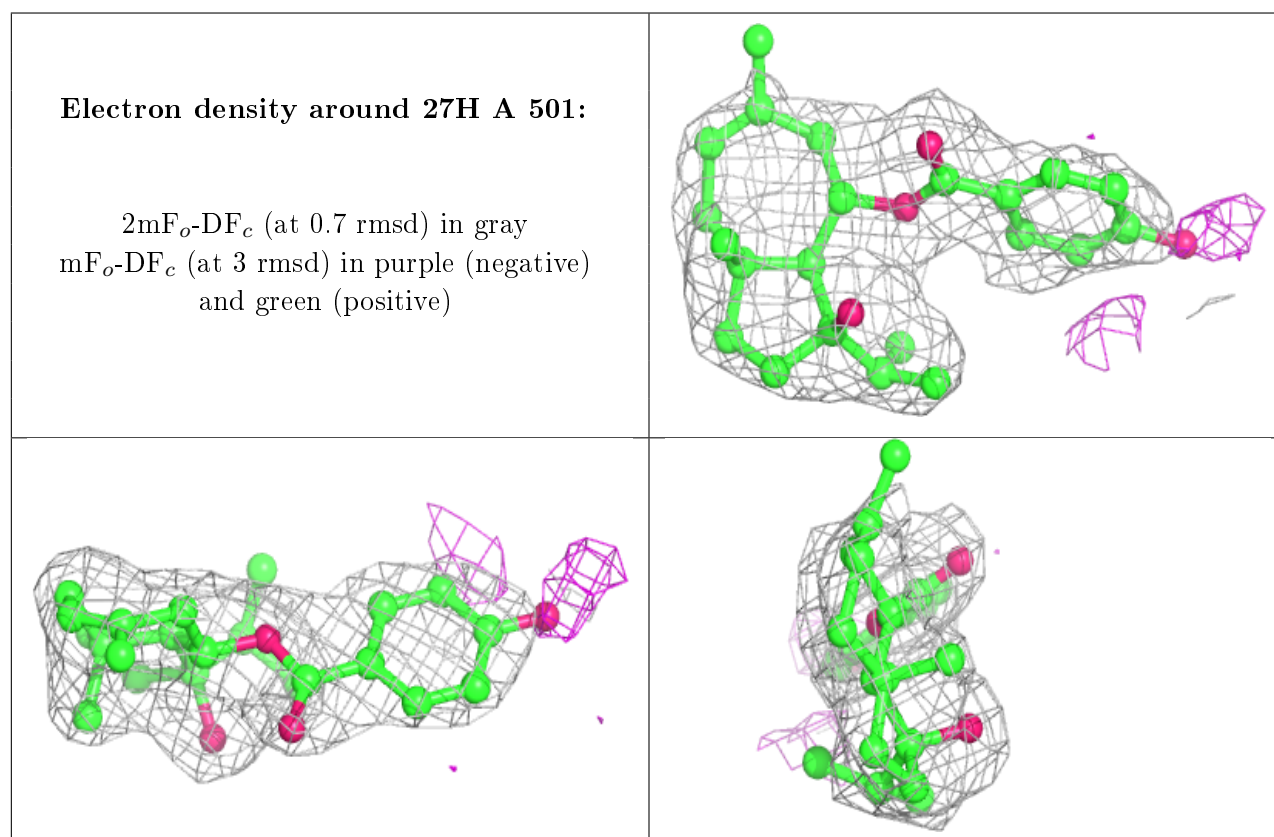 Electron density around 27H A 501:
2mFₒ-DF𝒸 (at 0.7 rmsd) in gray
mFₒ-DF𝒸 (at 3 rmsd) in purple (negative)
and green (positive)